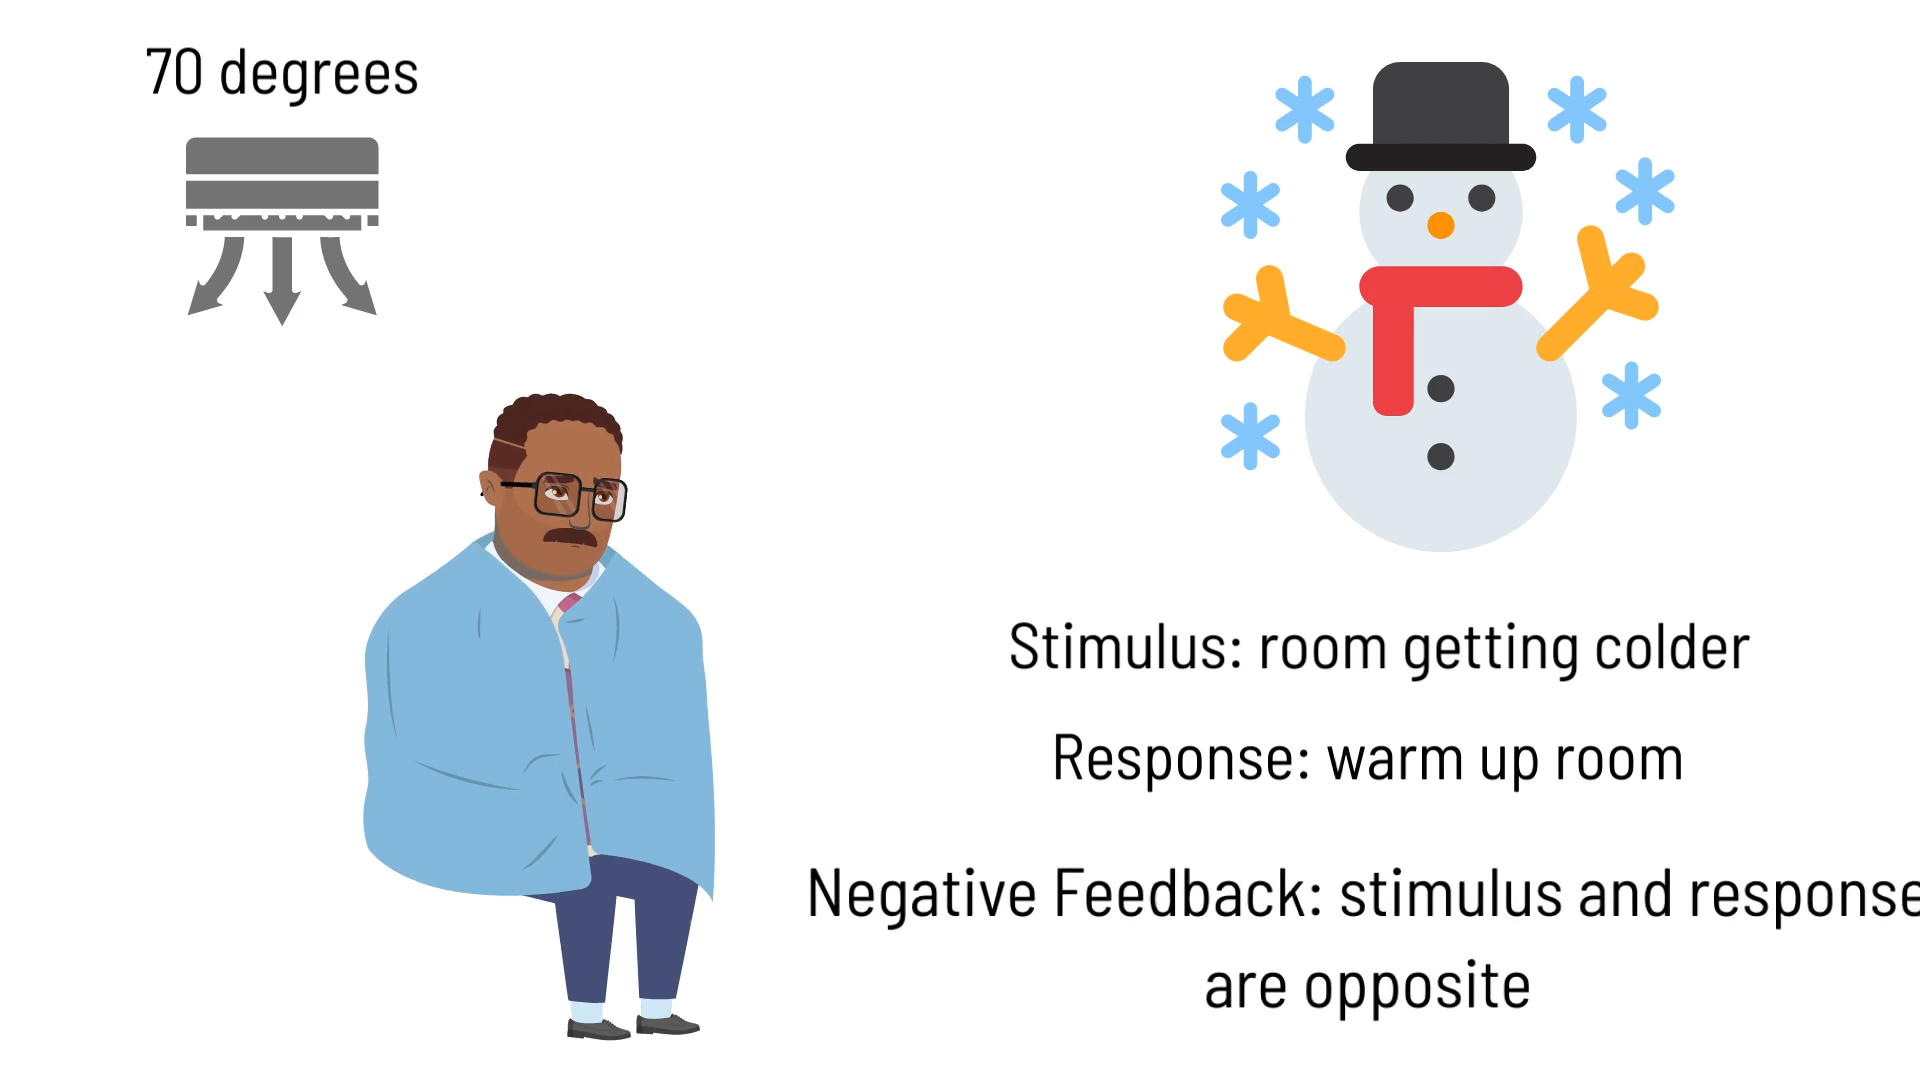 70 degrees
Stimulus: room getting colder
Response: warm up room
Negative Feedback: stimulus and response
are opposite